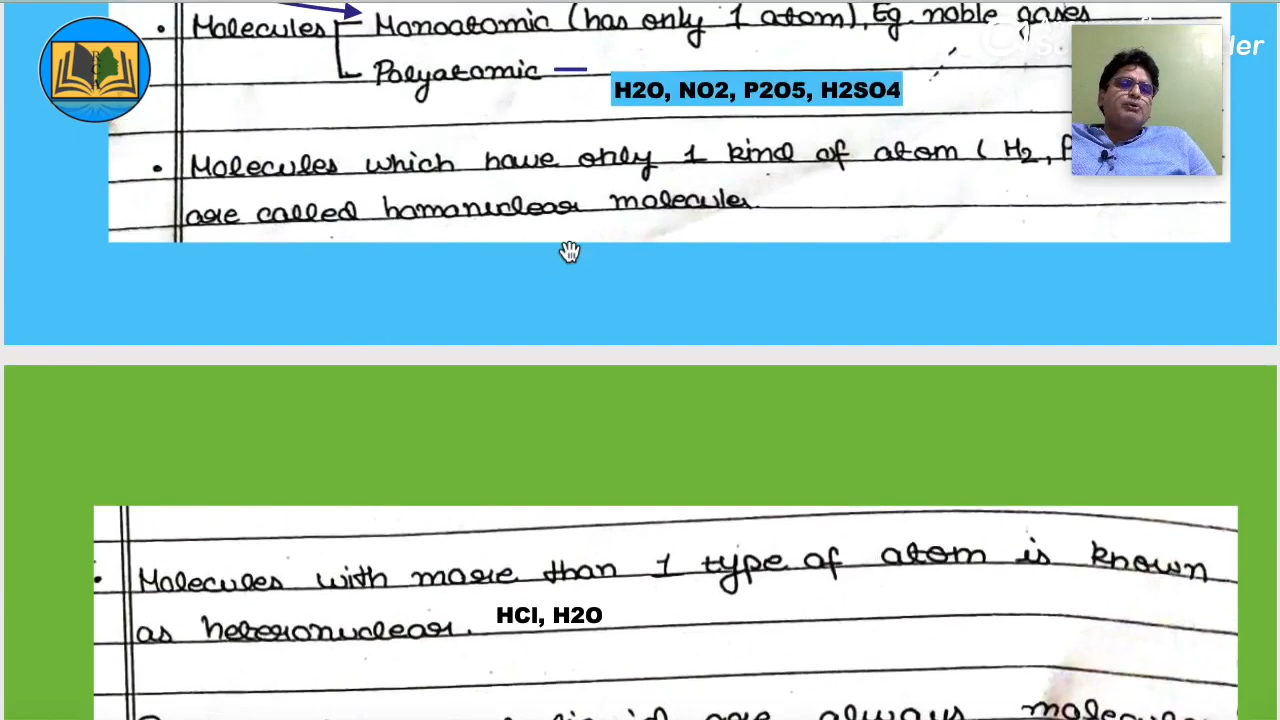 • Molecules Monoatomic (has only 1 atom), Eg. noble gases
Polyatomic —
H2O, NO2, P2O5, H2SO4
• Molecules which have only 1 kind of atom ( H2,
are called homonuclear molecules.
• Molecules with more than 1 type of atom is known
as heteronuclear.
HCl, H2O
are always